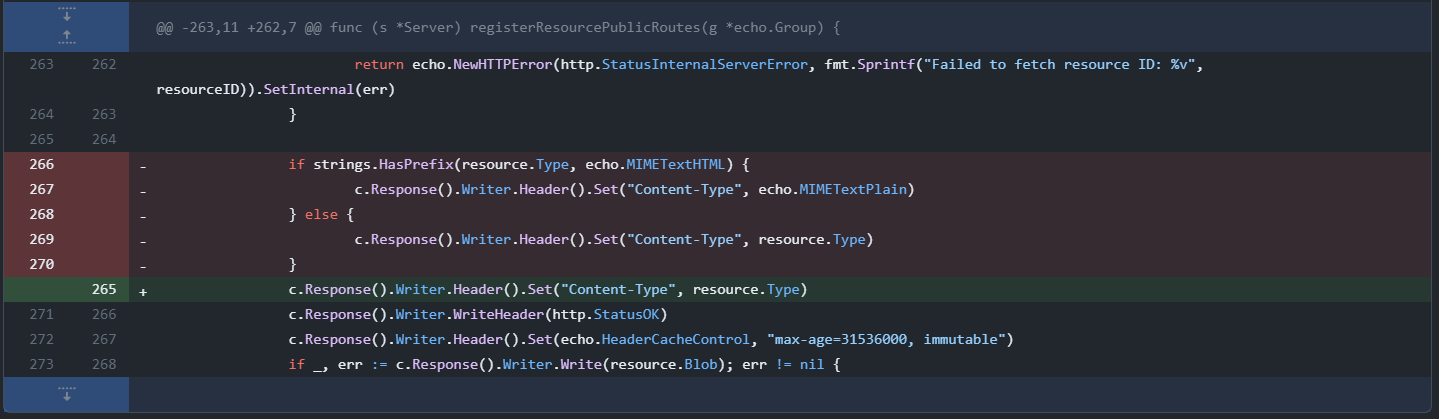 @@ -263,11 +262,7 @@ func (s *Server) registerResourcePublicRoutes(g *echo.Group) {
263 262 return echo.NewHTTPError(http.StatusInternalServerError, fmt.Sprintf("Failed to fetch resource ID: %v",
resourceID)).SetInternal(err)
264 263 }
265 264
266 - if strings.HasPrefix(resource.Type, echo.MIMETextHTML) {
267 - c.Response().Writer.Header().Set("Content-Type", echo.MIMETextPlain)
268 - } else {
269 - c.Response().Writer.Header().Set("Content-Type", resource.Type)
270 - }
265 + c.Response().Writer.Header().Set("Content-Type", resource.Type)
271 266 c.Response().Writer.WriteHeader(http.StatusOK)
272 267 c.Response().Writer.Header().Set(echo.HeaderCacheControl, "max-age=31536000, immutable")
273 268 if _, err := c.Response().Writer.Write(resource.Blob); err != nil {